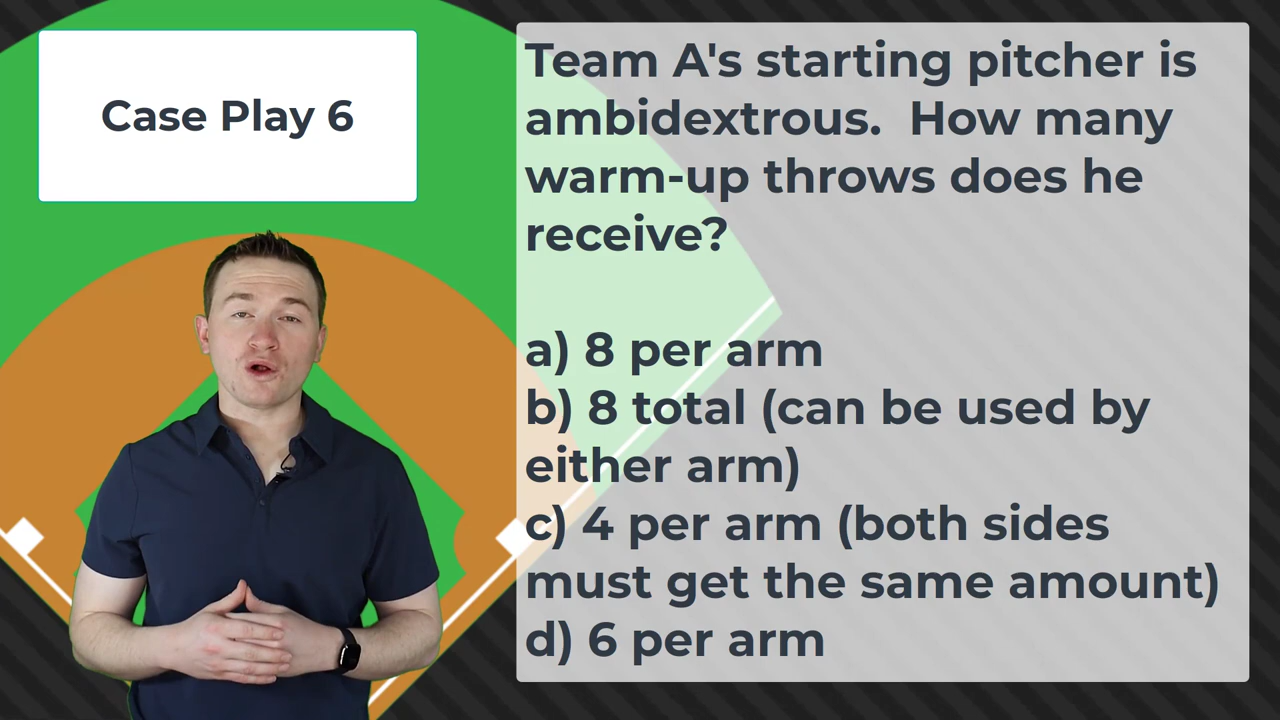 Case Play 6
Team A's starting pitcher is
ambidextrous.  How many
warm-up throws does he
receive?
a) 8 per arm
b) 8 total (can be used by
either arm)
c) 4 per arm (both sides
must get the same amount)
d) 6 per arm